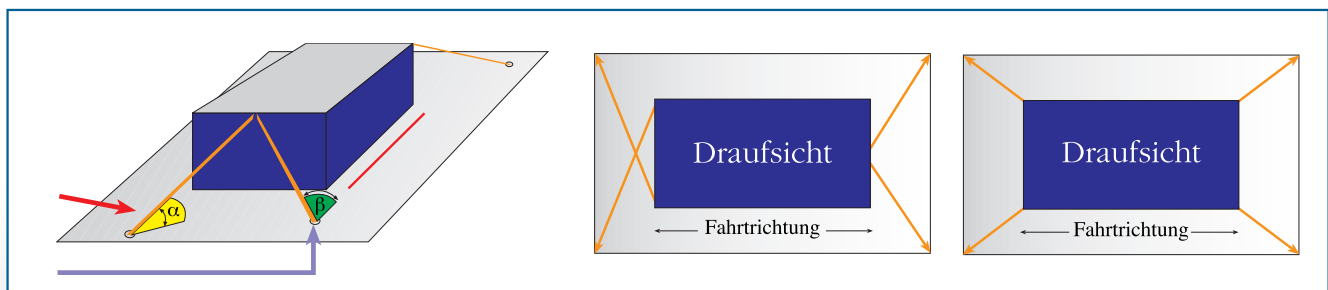 α
β
Draufsicht
Fahrtrichtung
Draufsicht
Fahrtrichtung